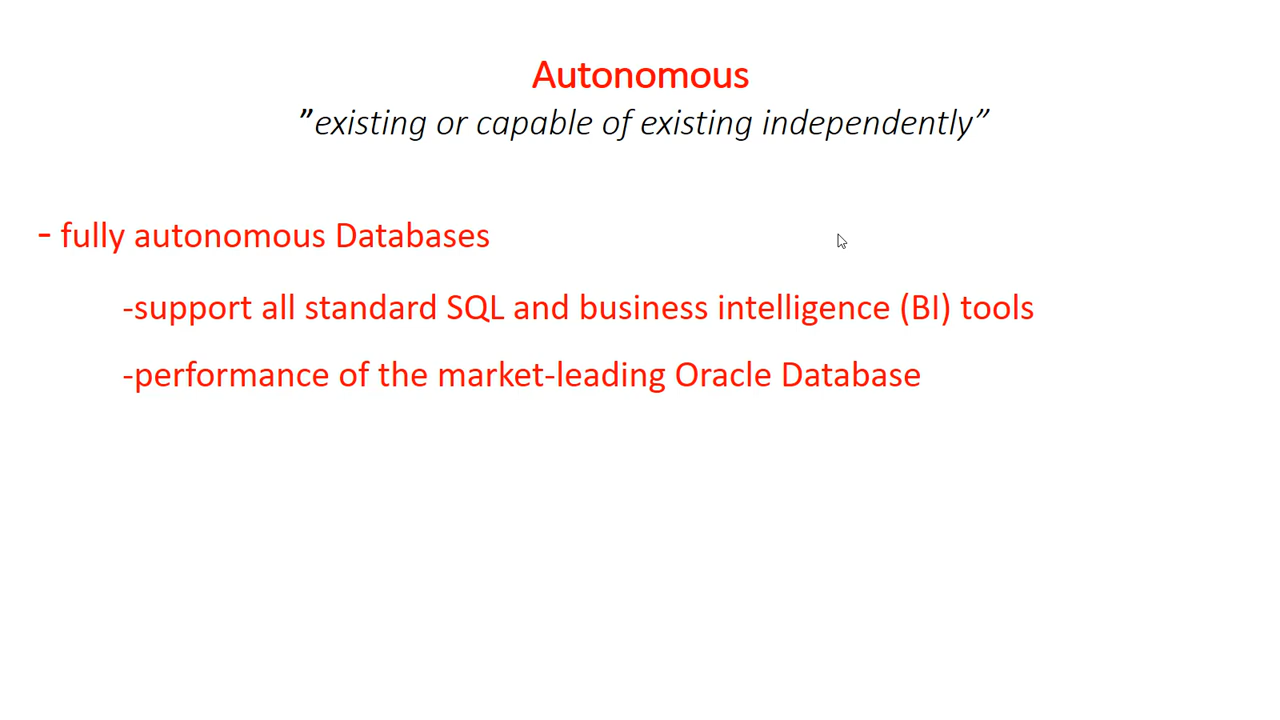 Autonomous
”existing or capable of existing independently”
- fully autonomous Databases
-support all standard SQL and business intelligence (BI) tools
-performance of the market-leading Oracle Database